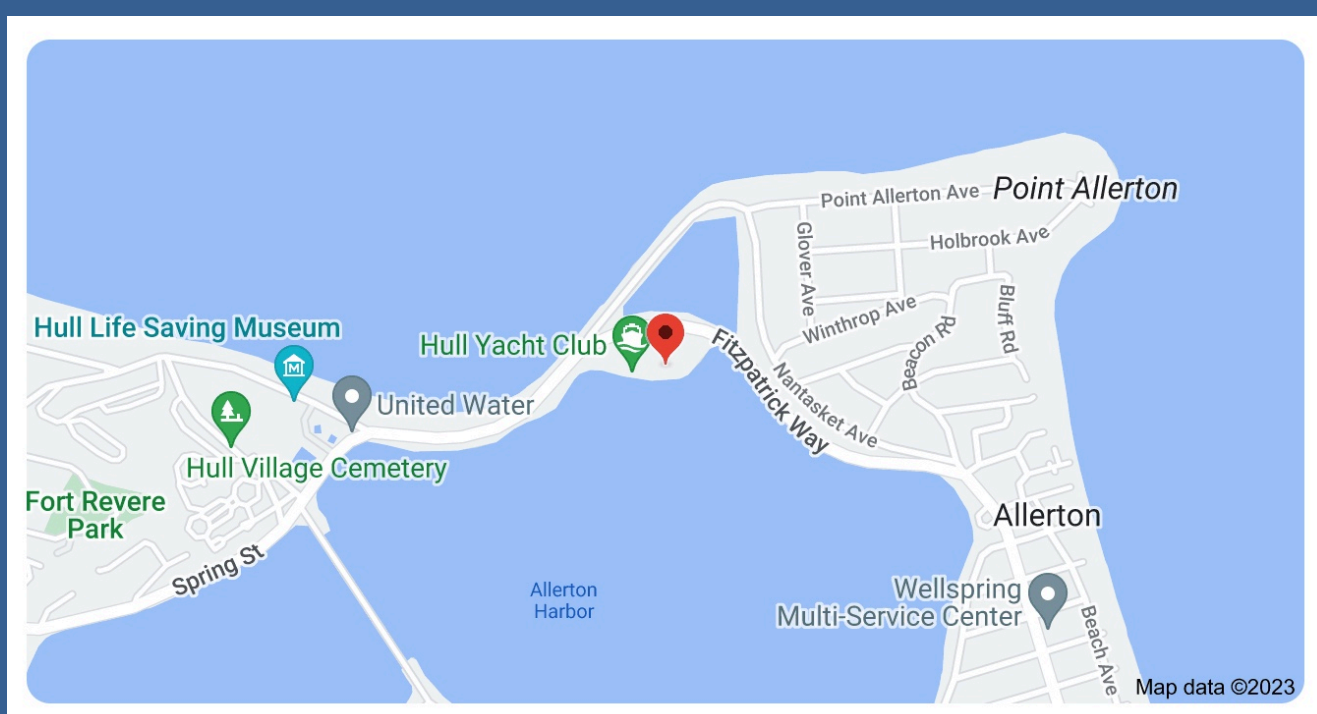 Point Allerton Ave
Point Allerton
Glover Ave
Holbrook Ave
Bluff Rd
Winthrop Ave
Beacon Rd
Hull Life Saving Museum
Hull Yacht Club
Fitzpatrick Way
Nantasket Ave
United Water
Hull Village Cemetery
Fort Revere
Park
Spring St
Allerton
Allerton
Harbor
Wellspring
Multi-Service Center
Beach Ave
Map data ©2023